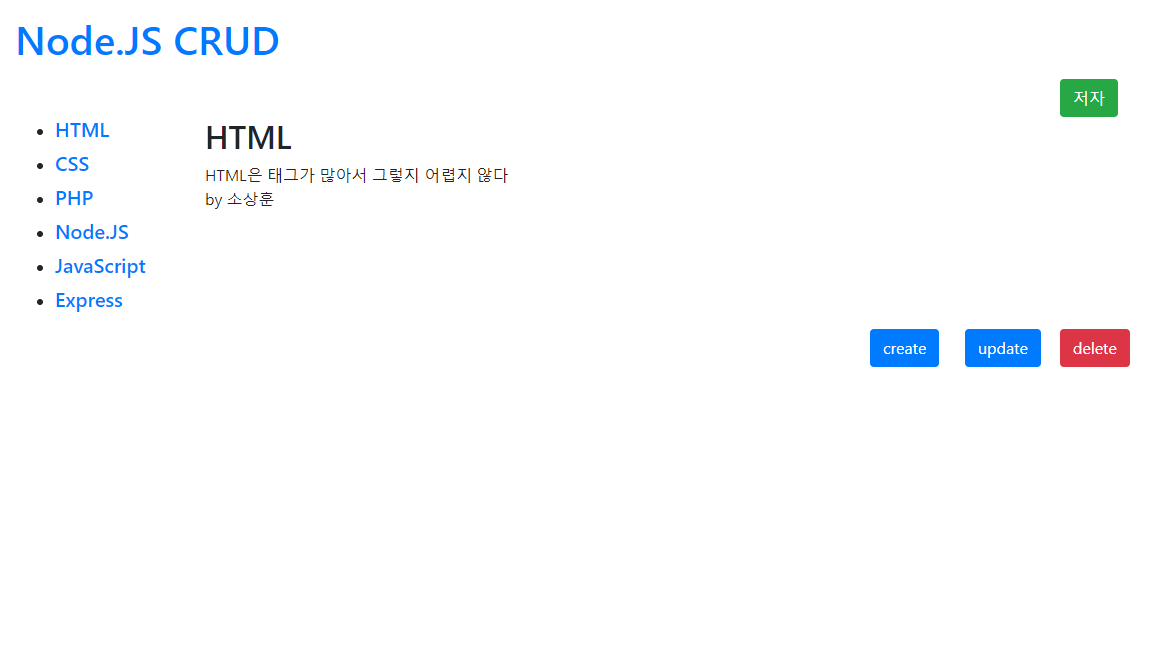 Node.JS CRUD
저자
HTML
CSS
PHP
Node.JS
JavaScript
Express
HTML
HTML은 태그가 많아서 그렇지 어렵지 않다
by 소상훈
create
update
delete